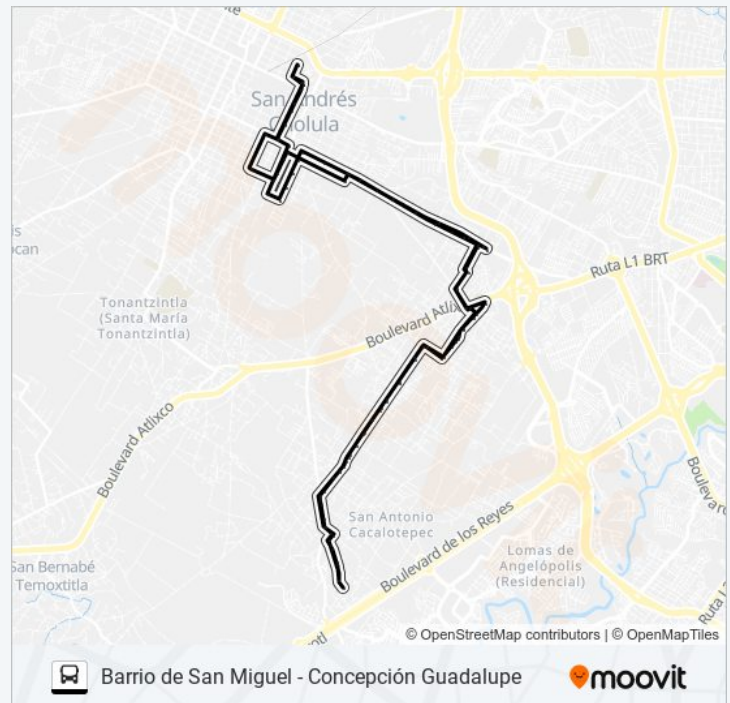 San Andrés
Cholula
Ruta L1 BRT
Tonantzintla
(Santa María
Tonantzintla)
Boulevard Atlixco
Boulevard Atlixco
San Antonio
Cacalotepec
Boulevard de los Reyes
Lomas de
Angelópolis
(Residencial)
San Bernabé
Temoxtitla
© OpenStreetMap contributors | © OpenMapTiles
Barrio de San Miguel - Concepción Guadalupe
moovit